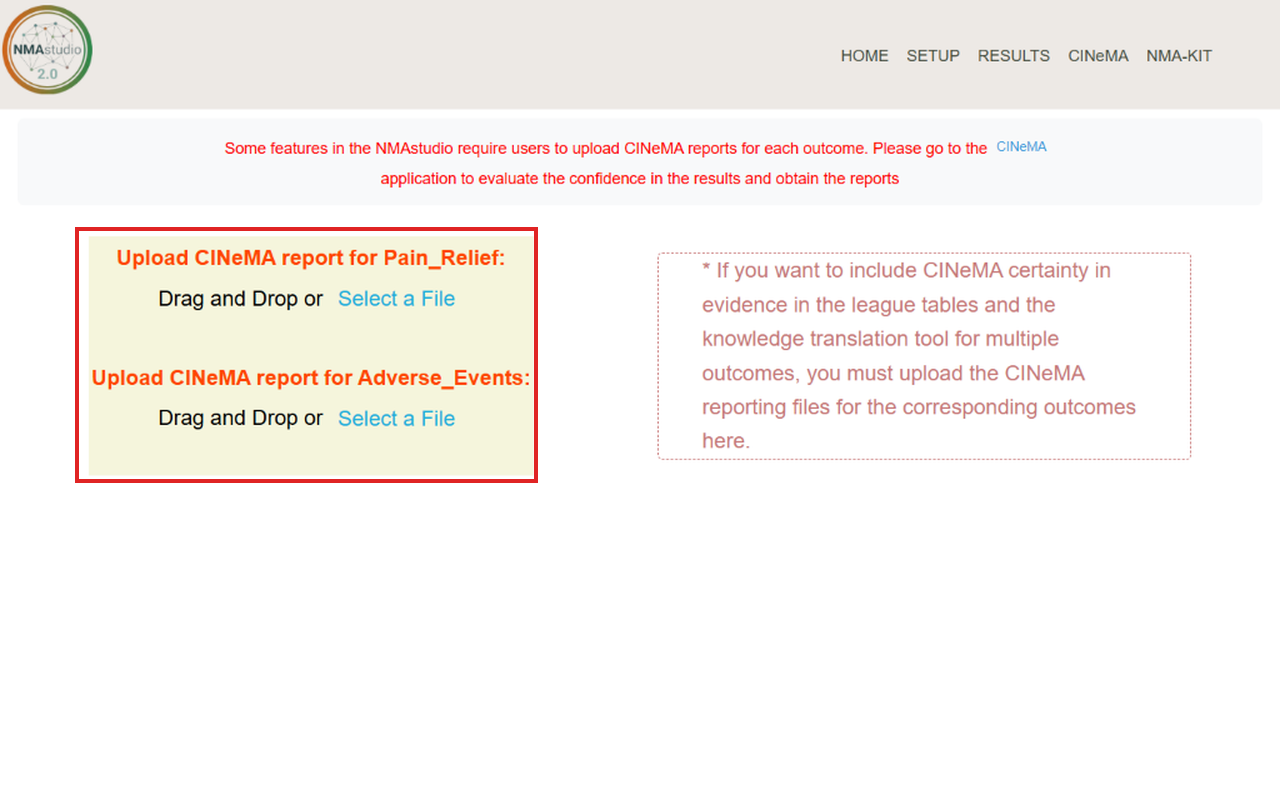 NMAstudio
2.0
HOME SETUP RESULTS CINeMA NMA-KIT
Some features in the NMAstudio require users to upload CINeMA reports for each outcome. Please go to the CINeMA
application to evaluate the confidence in the results and obtain the reports
Upload CINeMA report for Pain_Relief:
Drag and Drop or Select a File
Upload CINeMA report for Adverse_Events:
Drag and Drop or Select a File
* If you want to include CINeMA certainty in
evidence in the league tables and the
knowledge translation tool for multiple
outcomes, you must upload the CINeMA
reporting files for the corresponding outcomes
here.